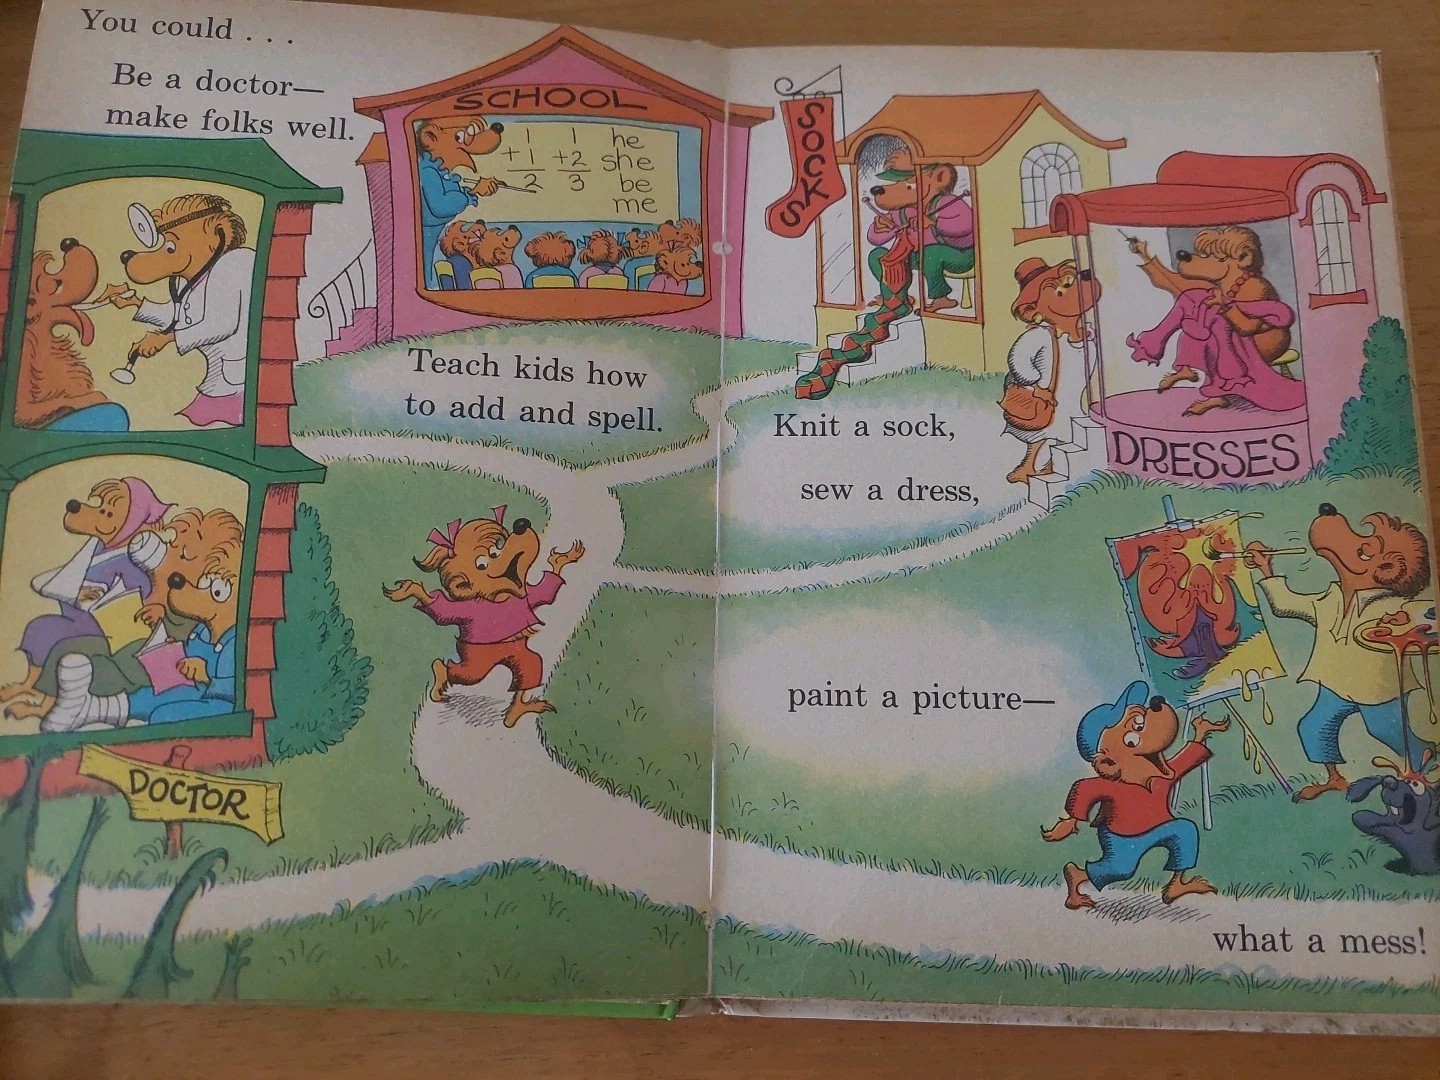 You could . . .
Be a doctor—
make folks well.
SCHOOL
1 1 he
+1 +2 she
2 3 be
me
Teach kids how
to add and spell.
DOCTOR
SOCKS
Knit a sock,
sew a dress,
DRESSES
paint a picture—
what a mess!